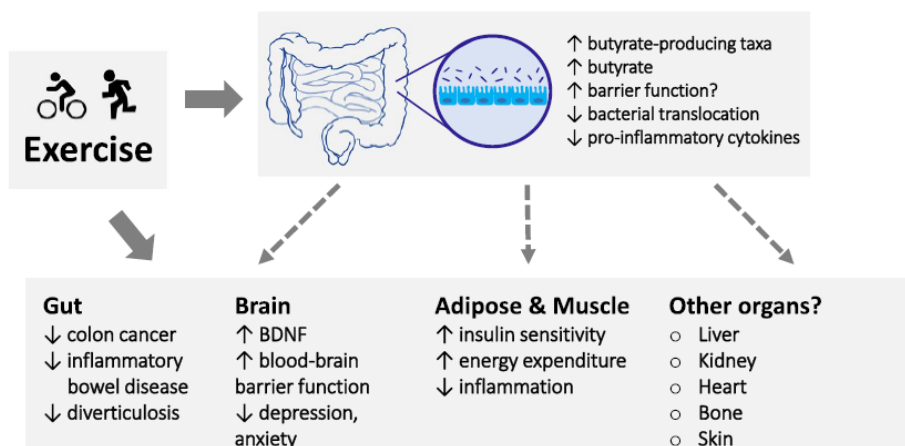 Exercise
↑ butyrate-producing taxa
↑ butyrate
↑ barrier function?
↓ bacterial translocation
↓ pro-inflammatory cytokines
Gut
↓ colon cancer
↓ inflammatory
bowel disease
↓ diverticulosis
Brain
↑ BDNF
↑ blood-brain
barrier function
↓ depression,
anxiety
Adipose & Muscle
↑ insulin sensitivity
↑ energy expenditure
↓ inflammation
Other organs?
○ Liver
○ Kidney
○ Heart
○ Bone
○ Skin